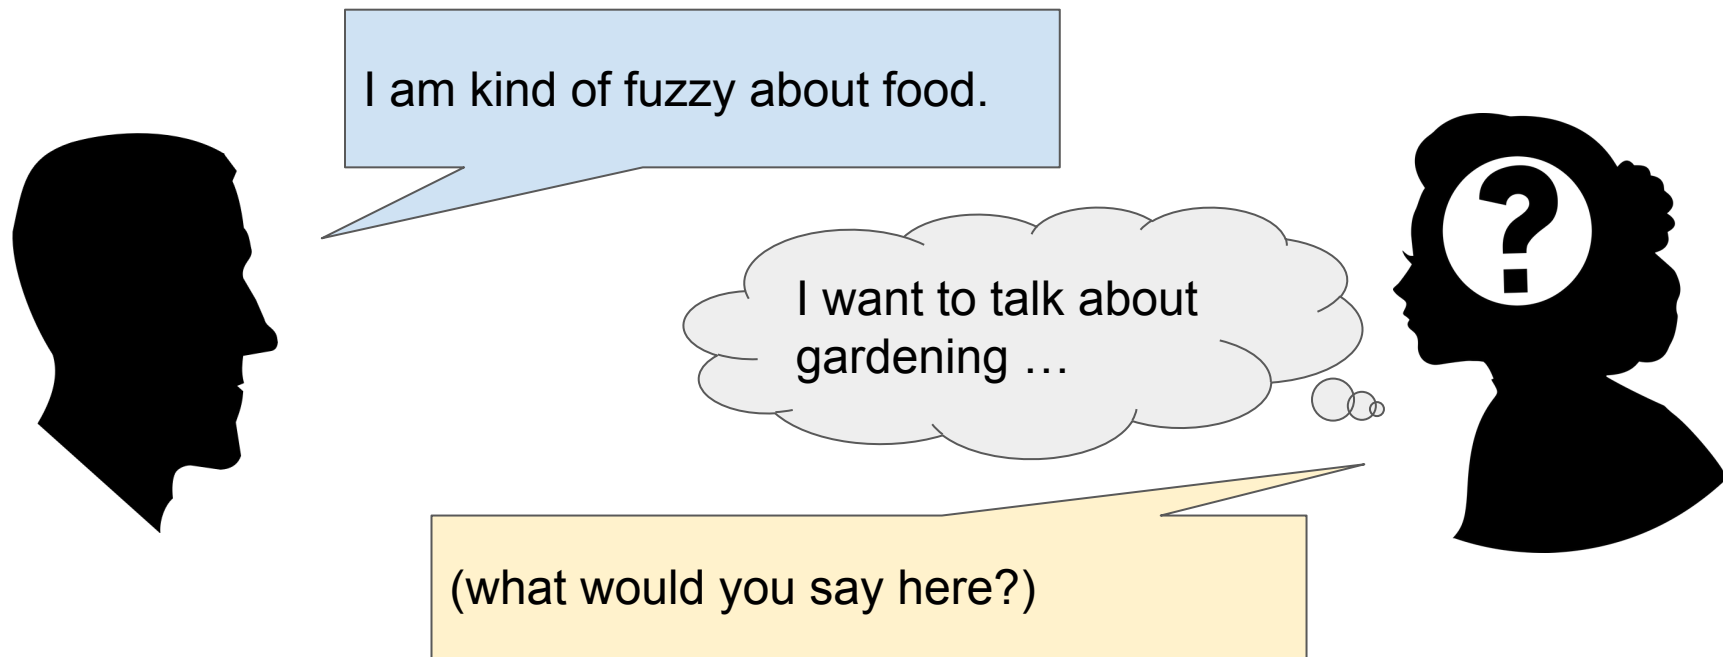 I am kind of fuzzy about food.
?
I want to talk about
gardening …
(what would you say here?)